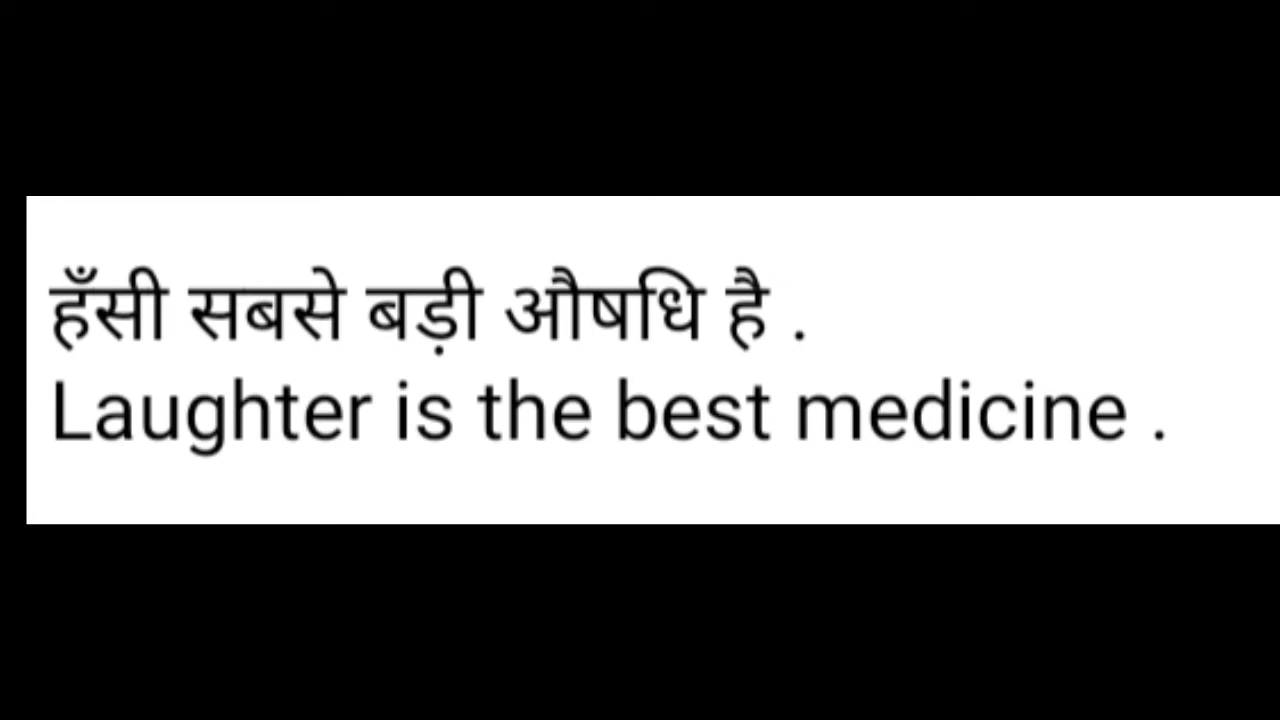 हँसी सबसे बड़ी औषधि है .
Laughter is the best medicine .